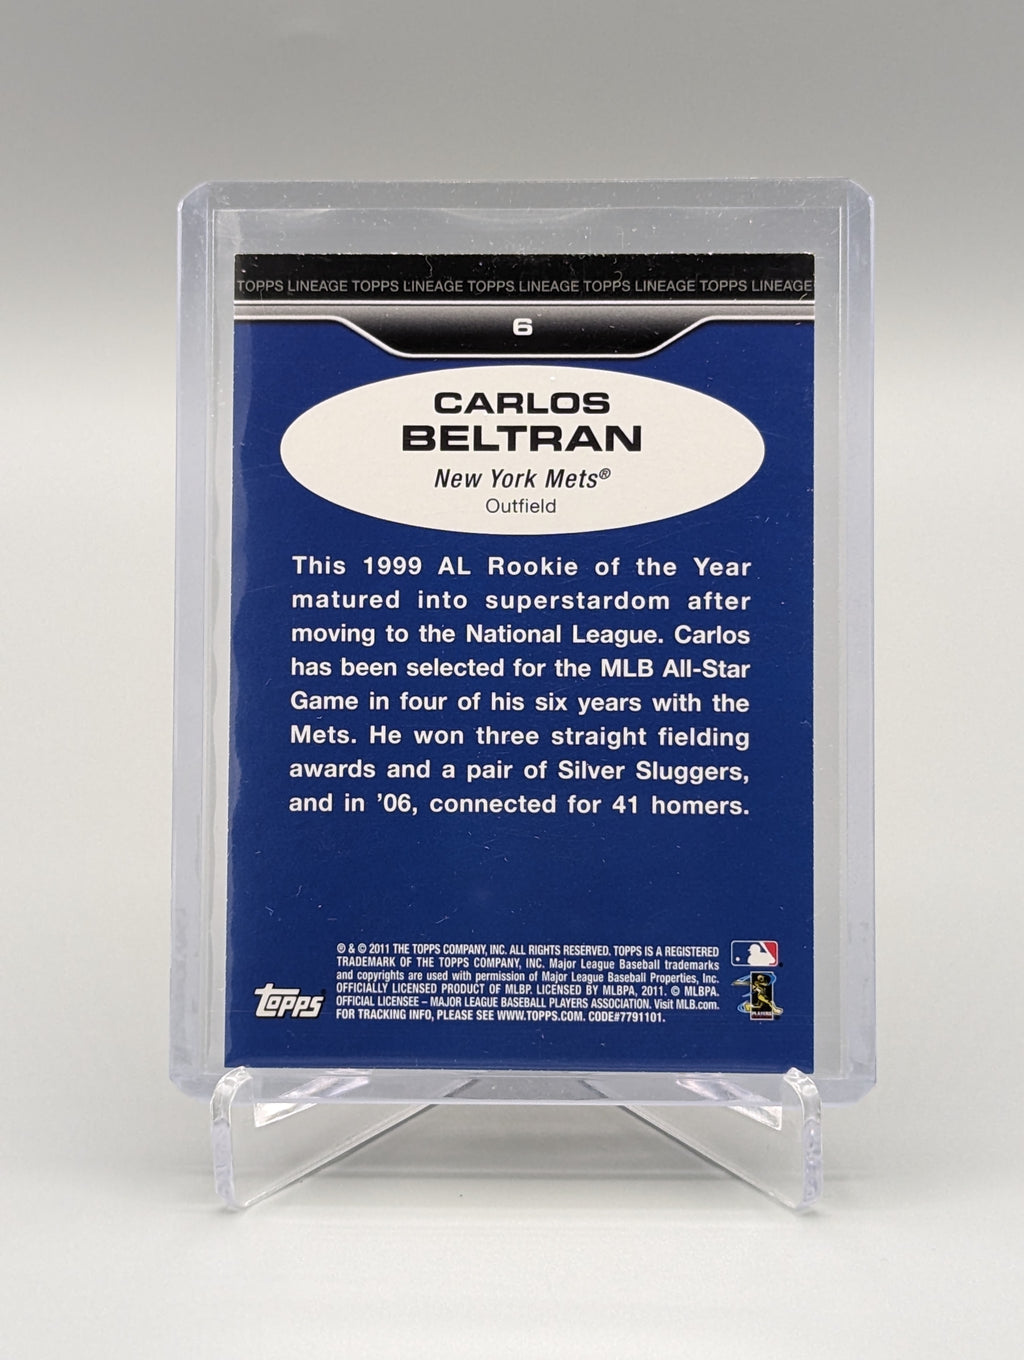 TOPPS LINEAGE TOPPS LINEAGE TOPPS LINEAGE TOPPS LINEAGE TOPPS LINEAGE
6
CARLOS
BELTRAN
New York Mets®
Outfield
This 1999 AL Rookie of the Year
matured into superstardom after
moving to the National League. Carlos
has been selected for the MLB All-Star
Game in four of his six years with the
Mets. He won three straight fielding
awards and a pair of Silver Sluggers,
and in '06, connected for 41 homers.
® & © 2011 THE TOPPS COMPANY, INC. ALL RIGHTS RESERVED. TOPPS IS A REGISTERED
TRADEMARK OF THE TOPPS COMPANY, INC. Major League Baseball trademarks
and copyrights are used with permission of Major League Baseball Properties, Inc.
OFFICIALLY LICENSED PRODUCT OF MLBP. LICENSED BY MLBPA, 2011. © MLBPA.
OFFICIAL LICENSEE – MAJOR LEAGUE BASEBALL PLAYERS ASSOCIATION. Visit MLB.com.
FOR TRACKING INFO, PLEASE SEE WWW.TOPPS.COM. CODE#7791101.
Topps®
PLAYERS